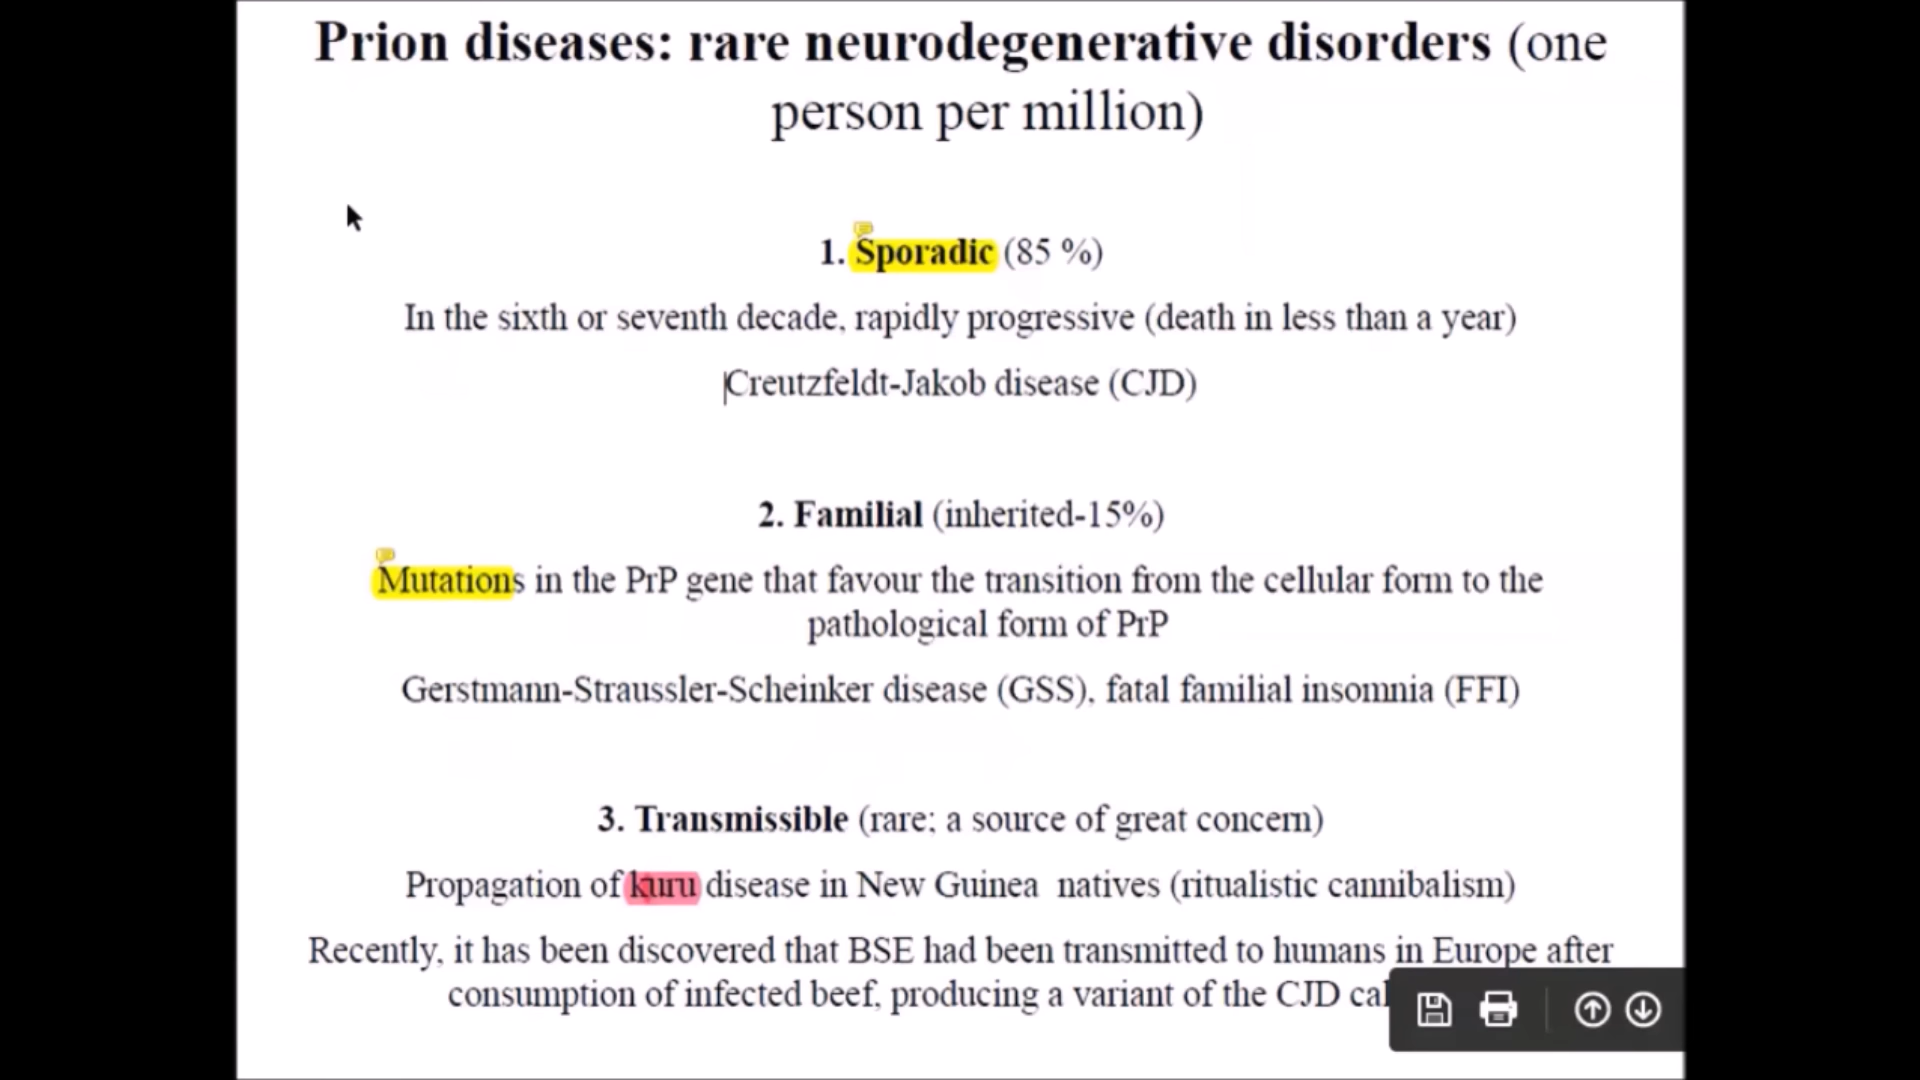 Prion diseases: rare neurodegenerative disorders (one
person per million)
1. Sporadic (85 %)
In the sixth or seventh decade, rapidly progressive (death in less than a year)
Creutzfeldt-Jakob disease (CJD)
2. Familial (inherited-15%)
Mutations in the PrP gene that favour the transition from the cellular form to the
pathological form of PrP
Gerstmann-Straussler-Scheinker disease (GSS), fatal familial insomnia (FFI)
3. Transmissible (rare; a source of great concern)
Propagation of kuru disease in New Guinea natives (ritualistic cannibalism)
Recently, it has been discovered that BSE had been transmitted to humans in Europe after
consumption of infected beef, producing a variant of the CJD